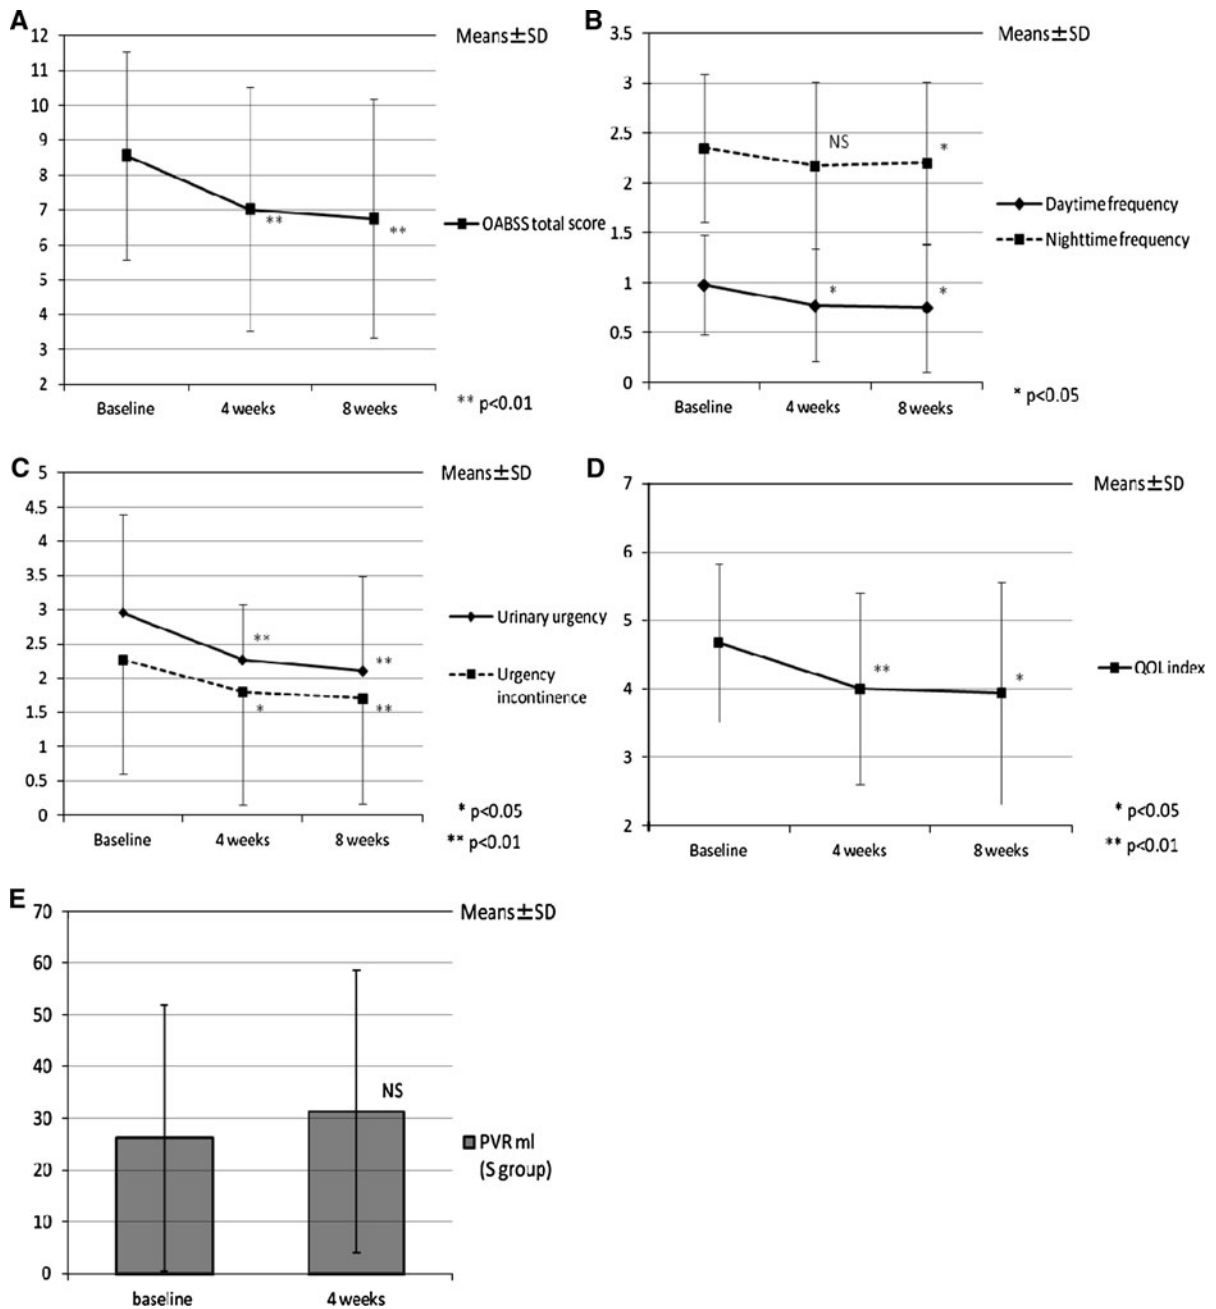 A
Means±SD
12
11
10
9
8
7
6
5
4
3
2
** **
OABSS total score
Baseline 4 weeks 8 weeks
** p<0.01
B
Means±SD
3.5
3
2.5
2
1.5
1
0.5
0
NS *
* *
Daytime frequency
Nighttime frequency
Baseline 4 weeks 8 weeks
* p<0.05
C
Means±SD
5
4.5
4
3.5
3
2.5
2
1.5
1
0.5
0
** **
* **
Urinary urgency
Urgency
incontinence
Baseline 4 weeks 8 weeks
* p<0.05
** p<0.01
D
Means±SD
7
6
5
4
3
2
** *
QOL index
Baseline 4 weeks 8 weeks
* p<0.05
** p<0.01
E
Means±SD
70
60
50
40
30
20
10
0
NS
PVR ml
(S group)
baseline 4 weeks